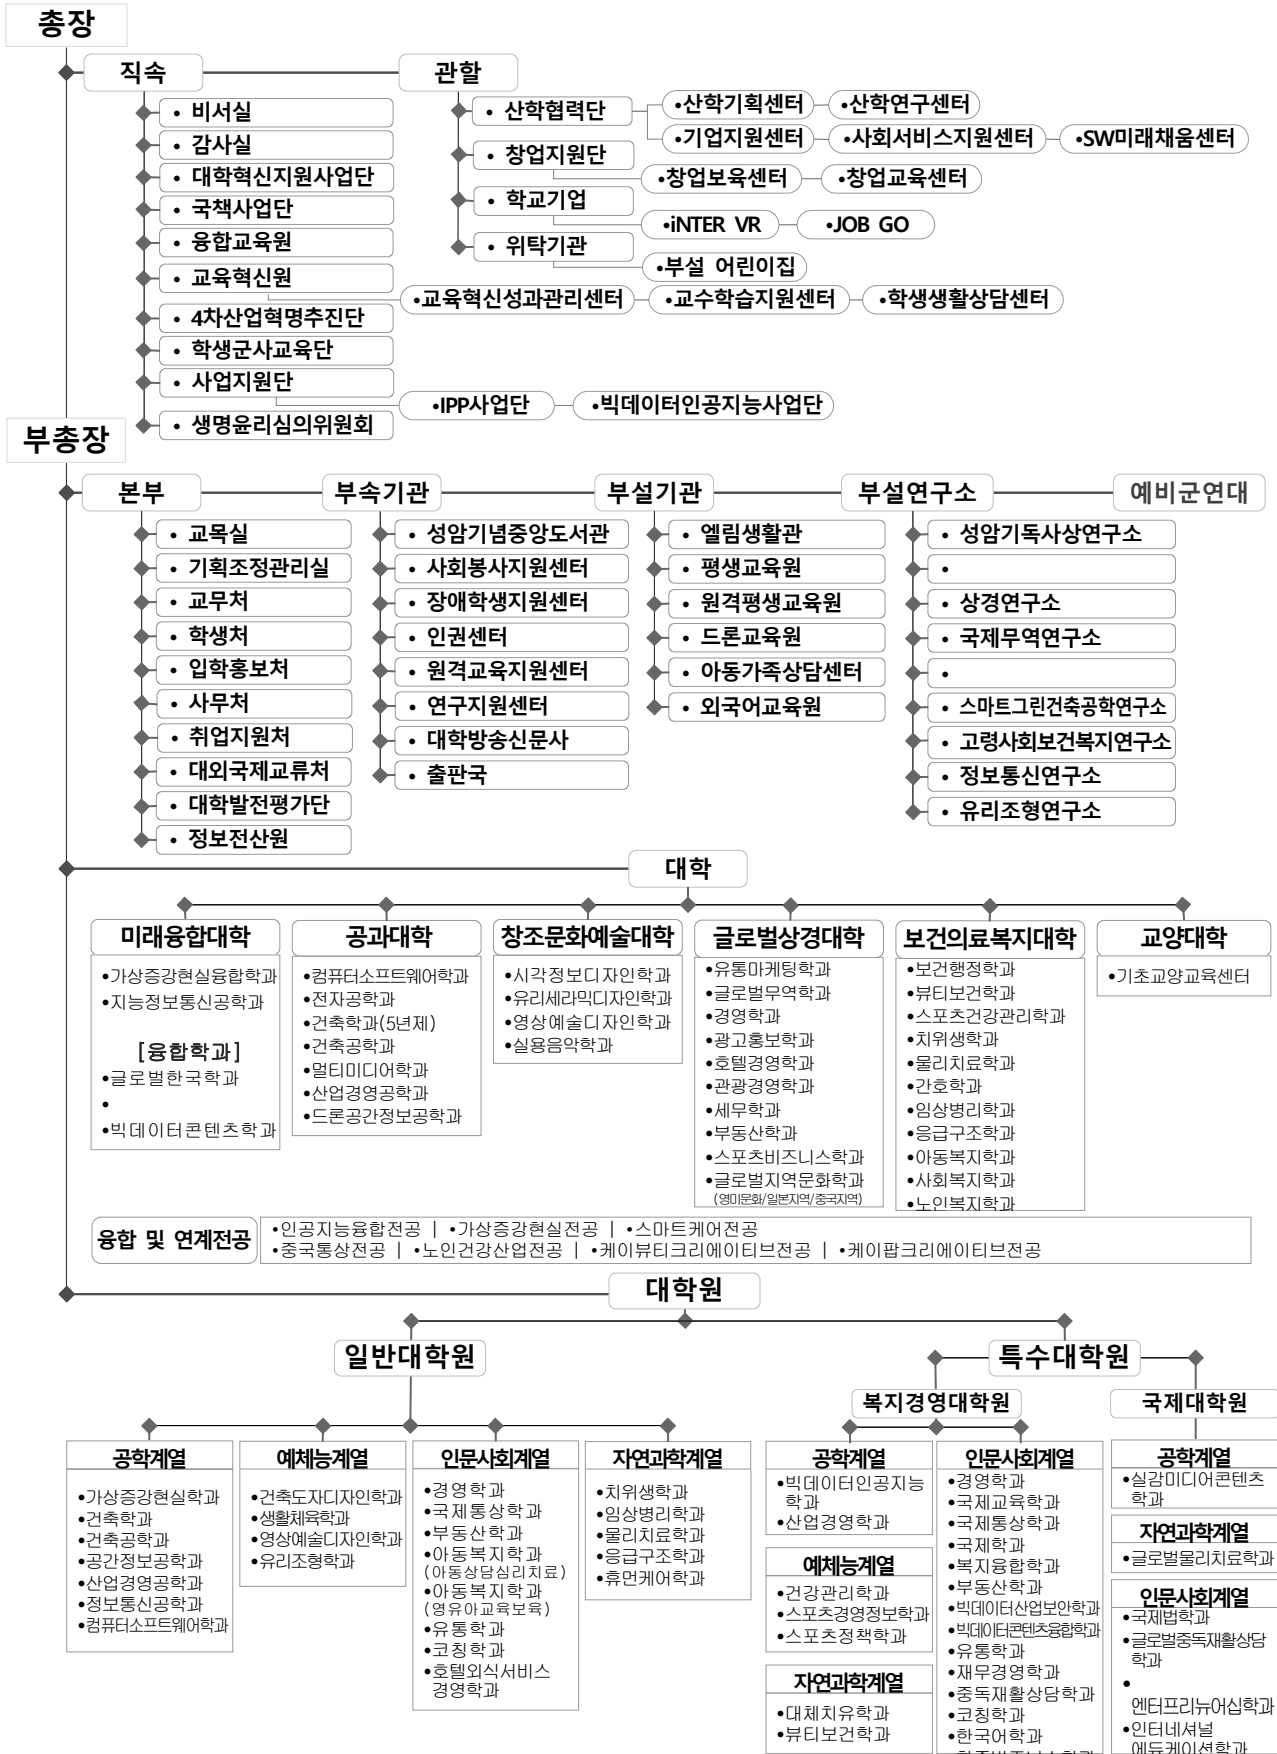 총장
직속
관할
• 비서실
• 감사실
• 대학혁신지원사업단
• 국책사업단
• 융합교육원
• 교육혁신원
•교육혁신성과관리센터
•교수학습지원센터
•학생생활상담센터
• 4차산업혁명추진단
• 학생군사교육단
• 사업지원단
•IPP사업단
•빅데이터인공지능사업단
• 생명윤리심의위원회
• 산학협력단
•산학기획센터
•산학연구센터
•기업지원센터
•사회서비스지원센터
•SW미래채움센터
• 창업지원단
•창업보육센터
•창업교육센터
• 학교기업
•iNTER VR
•JOB GO
• 위탁기관
•부설 어린이집
부총장
본부
부속기관
부설기관
부설연구소
예비군연대
• 교목실
• 기획조정관리실
• 교무처
• 학생처
• 입학홍보처
• 사무처
• 취업지원처
• 대외국제교류처
• 대학발전평가단
• 정보전산원
• 성암기념중앙도서관
• 사회봉사지원센터
• 장애학생지원센터
• 인권센터
• 원격교육지원센터
• 연구지원센터
• 대학방송신문사
• 출판국
• 엘림생활관
• 평생교육원
• 원격평생교육원
• 드론교육원
• 아동가족상담센터
• 외국어교육원
• 성암기독사상연구소
•
• 상경연구소
• 국제무역연구소
•
• 스마트그린건축공학연구소
• 고령사회보건복지연구소
• 정보통신연구소
• 유리조형연구소
대학
미래융합대학
•가상증강현실융합학과
•지능정보통신공학과
[융합학과]
•글로벌한국학과
•
•빅데이터콘텐츠학과
공과대학
•컴퓨터소프트웨어학과
•전자공학과
•건축학과(5년제)
•건축공학과
•멀티미디어학과
•산업경영공학과
•드론공간정보공학과
창조문화예술대학
•시각정보디자인학과
•유리세라믹디자인학과
•영상예술디자인학과
•실용음악학과
글로벌상경대학
•유통마케팅학과
•글로벌무역학과
•경영학과
•광고홍보학과
•호텔경영학과
•관광경영학과
•세무학과
•부동산학과
•스포츠비즈니스학과
•글로벌지역문화학과
(영미문화/일본지역/중국지역)
보건의료복지대학
•보건행정학과
•뷰티보건학과
•스포츠건강관리학과
•치위생학과
•물리치료학과
•간호학과
•임상병리학과
•응급구조학과
•아동복지학과
•사회복지학과
•노인복지학과
교양대학
•기초교양교육센터
융합 및 연계전공
•인공지능융합전공 | •가상증강현실전공 | •스마트케어전공
•중국통상전공 | •노인건강산업전공 | •케이뷰티크리에이티브전공 | •케이팝크리에이티브전공
대학원
일반대학원
특수대학원
복지경영대학원
국제대학원
공학계열
•가상증강현실학과
•건축학과
•건축공학과
•공간정보공학과
•산업경영공학과
•정보통신공학과
•컴퓨터소프트웨어학과
예체능계열
•건축도자디자인학과
•생활체육학과
•영상예술디자인학과
•유리조형학과
인문사회계열
•경영학과
•국제통상학과
•부동산학과
•아동복지학과
(아동상담심리치료)
•아동복지학과
(영유아교육보육)
•유통학과
•코칭학과
•호텔외식서비스
경영학과
자연과학계열
•치위생학과
•임상병리학과
•물리치료학과
•응급구조학과
•휴먼케어학과
공학계열
•빅데이터인공지능
학과
•산업경영학과
예체능계열
•건강관리학과
•스포츠경영정보학과
•스포츠정책학과
자연과학계열
•대체치유학과
•뷰티보건학과
인문사회계열
•경영학과
•국제교육학과
•국제통상학과
•국제학과
•복지융합학과
•부동산학과
•빅데이터산업보안학과
•빅데이터콘텐츠융합학과
•유통학과
•재무경영학과
•중독재활상담학과
•코칭학과
•한국어학과
공학계열
•실감미디어콘텐츠
학과
자연과학계열
•글로벌물리치료학과
인문사회계열
•국제법학과
•글로벌중독재활상담
학과
•
엔터프리뉴어십학과
•인터네셔널
에듀케이션학과